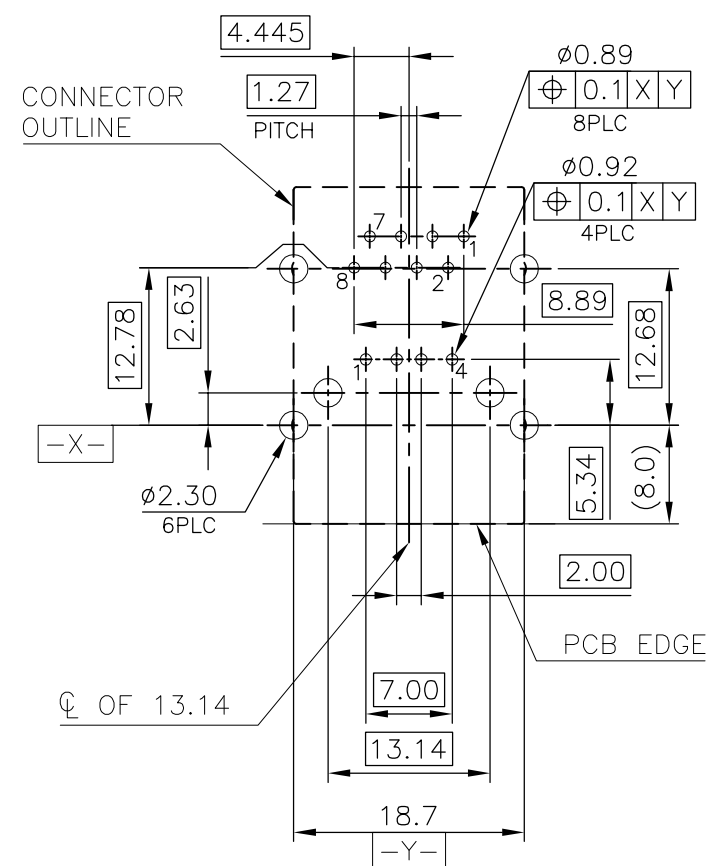 4.445
Ø0.89
⌖ 0.1 X Y
8PLC
CONNECTOR
OUTLINE
1.27
PITCH
Ø0.92
⌖ 0.1 X Y
4PLC
7
1
8
2
8.89
12.78
2.63
12.68
1
4
-X-
5.34
(8.0)
Ø2.30
6PLC
2.00
PCB EDGE
℄ OF 13.14
7.00
13.14
18.7
-Y-